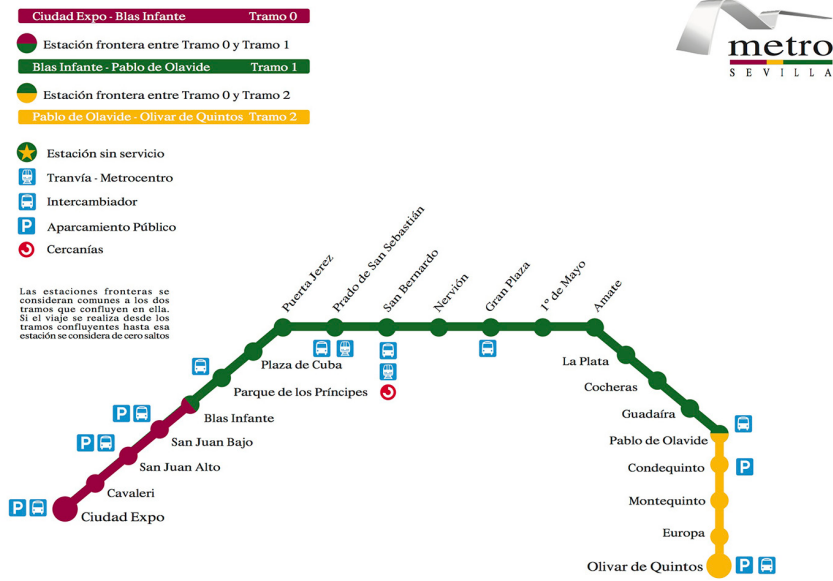 Ciudad Expo - Blas Infante Tramo 0
Estación frontera entre Tramo 0 y Tramo 1
Blas Infante - Pablo de Olavide Tramo 1
Estación frontera entre Tramo 0 y Tramo 2
Pablo de Olavide - Olivar de Quintos Tramo 2
metro
SEVILLA
Estación sin servicio
Tranvía - Metrocentro
Intercambiador
P
Aparcamiento Público
Cercanías
Las estaciones fronteras se
consideran comunes a los dos
tramos que confluyen en ella.
Si el viaje se realiza desde los
tramos confluyentes hasta esa
estación se considera de cero saltos
Puerta Jerez
Prado de San Sebastián
San Bernardo
Nervión
Gran Plaza
1º de Mayo
Amate
Plaza de Cuba
Parque de los Príncipes
Blas Infante
P
San Juan Bajo
P
San Juan Alto
Cavaleri
P
Ciudad Expo
La Plata
Cocheras
Guadaíra
Pablo de Olavide
Condequinto
P
Montequinto
Europa
Olivar de Quintos
P